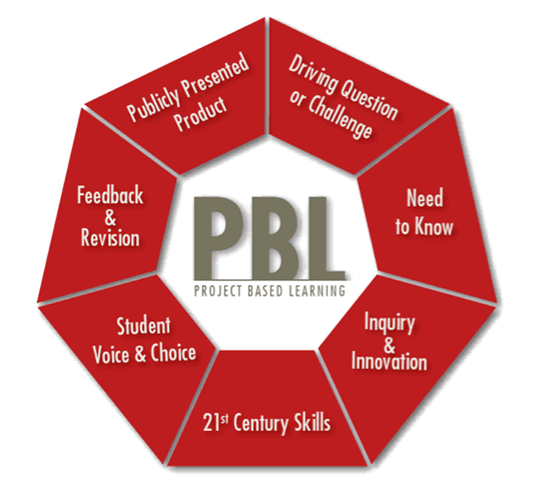 Driving Question
or Challenge
Need
to Know
Inquiry
&
Innovation
21st Century Skills
Student
Voice & Choice
Feedback
&
Revision
Publicly Presented
Product
PBL
PROJECT BASED LEARNING